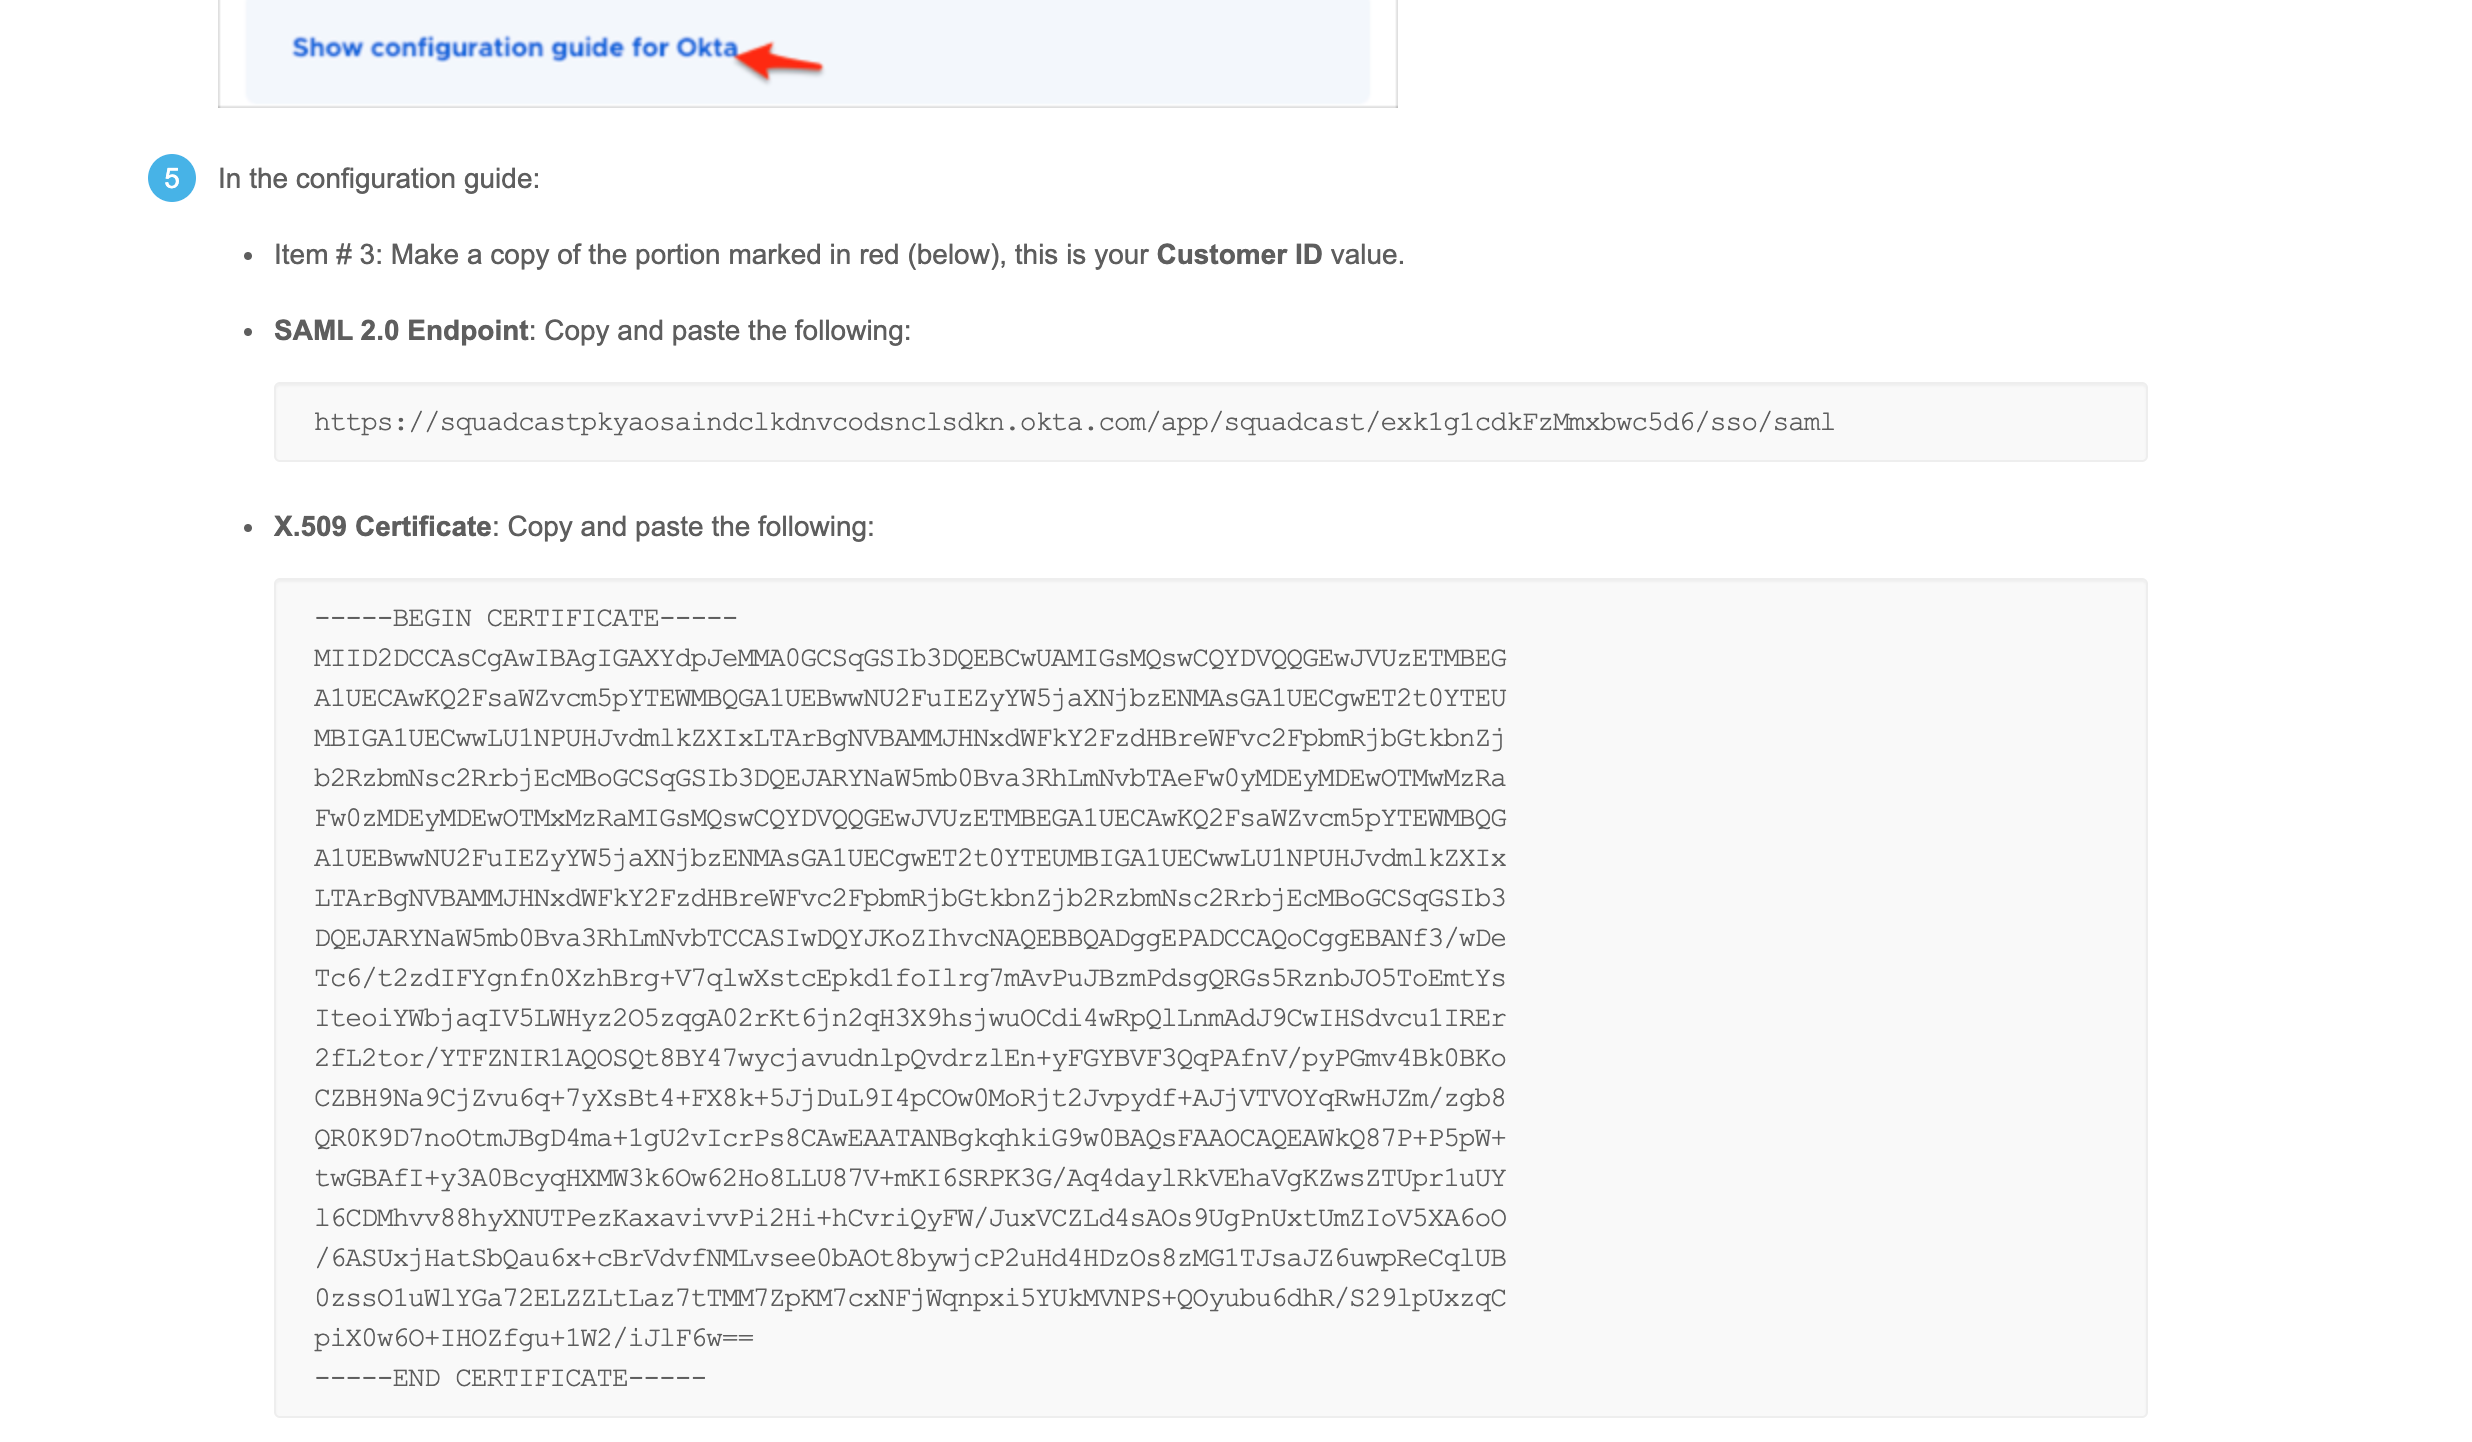 Show configuration guide for Okta
5 In the configuration guide:
• Item # 3: Make a copy of the portion marked in red (below), this is your Customer ID value.
• SAML 2.0 Endpoint: Copy and paste the following:
https://squadcastpkyaosaindclkdnvcodsnclsdkn.okta.com/app/squadcast/exk1g1cdkFzMmxbwc5d6/sso/saml
• X.509 Certificate: Copy and paste the following:
-----BEGIN CERTIFICATE-----
MIID2DCCAsCgAwIBAgIGAXYdpJeMMA0GCSqGSIb3DQEBCwUAMIGsMQswCQYDVQQGEwJVUzETMBEG
A1UECAwKQ2FsaWZvcm5pYTEWMBQGA1UEBwwNU2FuIEZyYW5jaXNjbzENMAsGA1UECgwET2t0YTEU
MBIGA1UECwwLU1NPUHJvdmlkZXIxLTArBgNVBAMMJHNxdWFkY2FzdHBreWFvc2FpbmRjbGtkbnZj
b2RzbmNsc2RrbjEcMBoGCSqGSIb3DQEJARYNaW5mb0Bva3RhLmNvbTAeFw0yMDEyMDEwOTMwMzRa
Fw0zMDEyMDEwOTMxMzRaMIGsMQswCQYDVQQGEwJVUzETMBEGA1UECAwKQ2FsaWZvcm5pYTEWMBQG
A1UEBwwNU2FuIEZyYW5jaXNjbzENMAsGA1UECgwET2t0YTEUMBIGA1UECwwLU1NPUHJvdmlkZXIx
LTArBgNVBAMMJHNxdWFkY2FzdHBreWFvc2FpbmRjbGtkbnZjb2RzbmNsc2RrbjEcMBoGCSqGSIb3
DQEJARYNaW5mb0Bva3RhLmNvbTCCASIwDQYJKoZIhvcNAQEBBQADggEPADCCAQoCggEBANf3/wDe
Tc6/t2zdIFYgnfn0XzhBrg+V7qlwXstcEpkd1foIlrg7mAvPuJBzmPdsgQRGs5RznbJO5ToEmtYs
IteoiYWbjaqIV5LWHyz2O5zqgA02rKt6jn2qH3X9hsjwuOCdi4wRpQlLnmAdJ9CwIHSdvcu1IREr
2fL2tor/YTFZNIR1AQOSQt8BY47wycjavudnlpQvdrzlEn+yFGYBVF3QqPAfnV/pyPGmv4Bk0BKo
CZBH9Na9CjZvu6q+7yXsBt4+FX8k+5JjDuL9I4pCOw0MoRjt2Jvpydf+AJjVTVOYqRwHJZm/zgb8
QR0K9D7noOtmJBgD4ma+1gU2vIcrPs8CAwEAATANBgkqhkiG9w0BAQsFAAOCAQEAWkQ87P+P5pW+
twGBAfI+y3A0BcyqHXMW3k6Ow62Ho8LLU87V+mKI6SRPK3G/Aq4daylRkVEhaVgKZwsZTUpr1uUY
l6CDMhvv88hyXNUTPezKaxavivvPi2Hi+hCvriQyFW/JuxVCZLd4sAOs9UgPnUxtUmZIoV5XA6oO
/6ASUxjHatSbQau6x+cBrVdvfNMLvsee0bAOt8bywjcP2uHd4HDzOs8zMG1TJsaJZ6uwpReCqlUB
0zssO1uWlYGa72ELZZLtLaz7tTMM7ZpKM7cxNFjWqnpxi5YUkMVNPS+QOyubu6dhR/S29lpUxzqC
piX0w6O+IHOZfgu+1W2/iJlF6w==
-----END CERTIFICATE-----